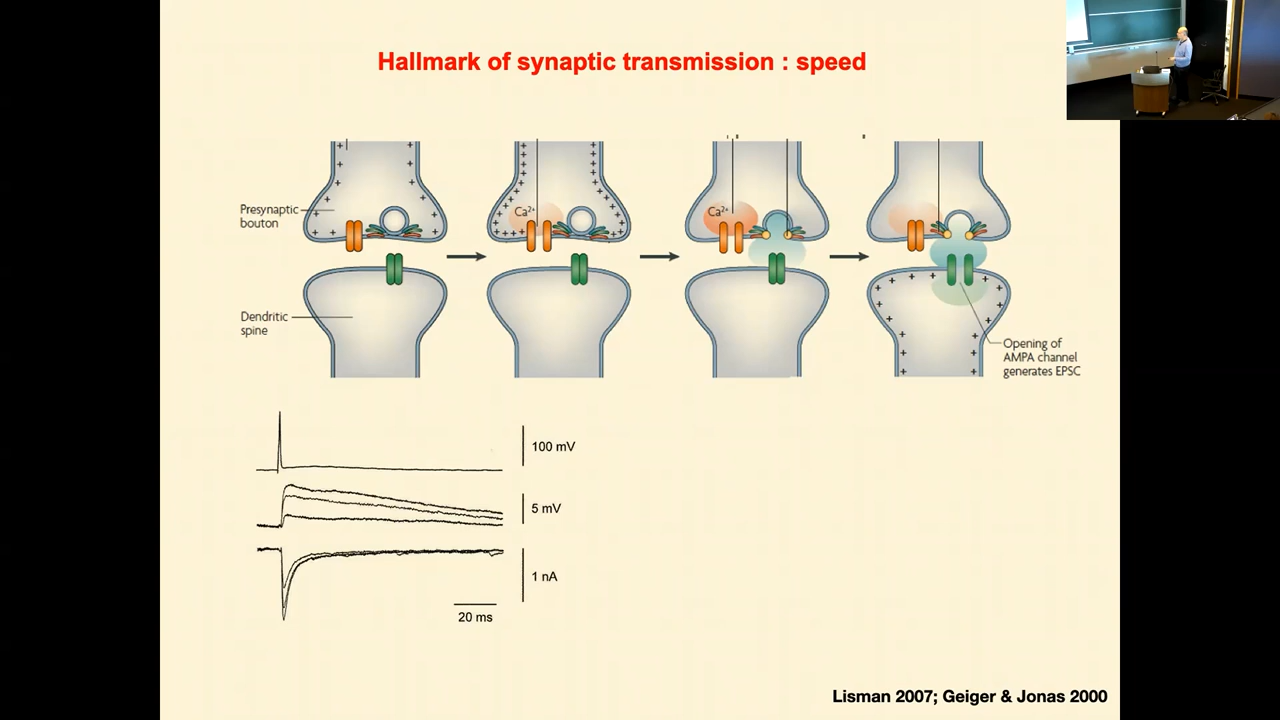 Hallmark of synaptic transmission : speed
Presynaptic
bouton
Ca²⁺
Ca²⁺
Dendritic
spine
Opening of
AMPA channel
generates EPSC
100 mV
5 mV
1 nA
20 ms
Lisman 2007; Geiger & Jonas 2000